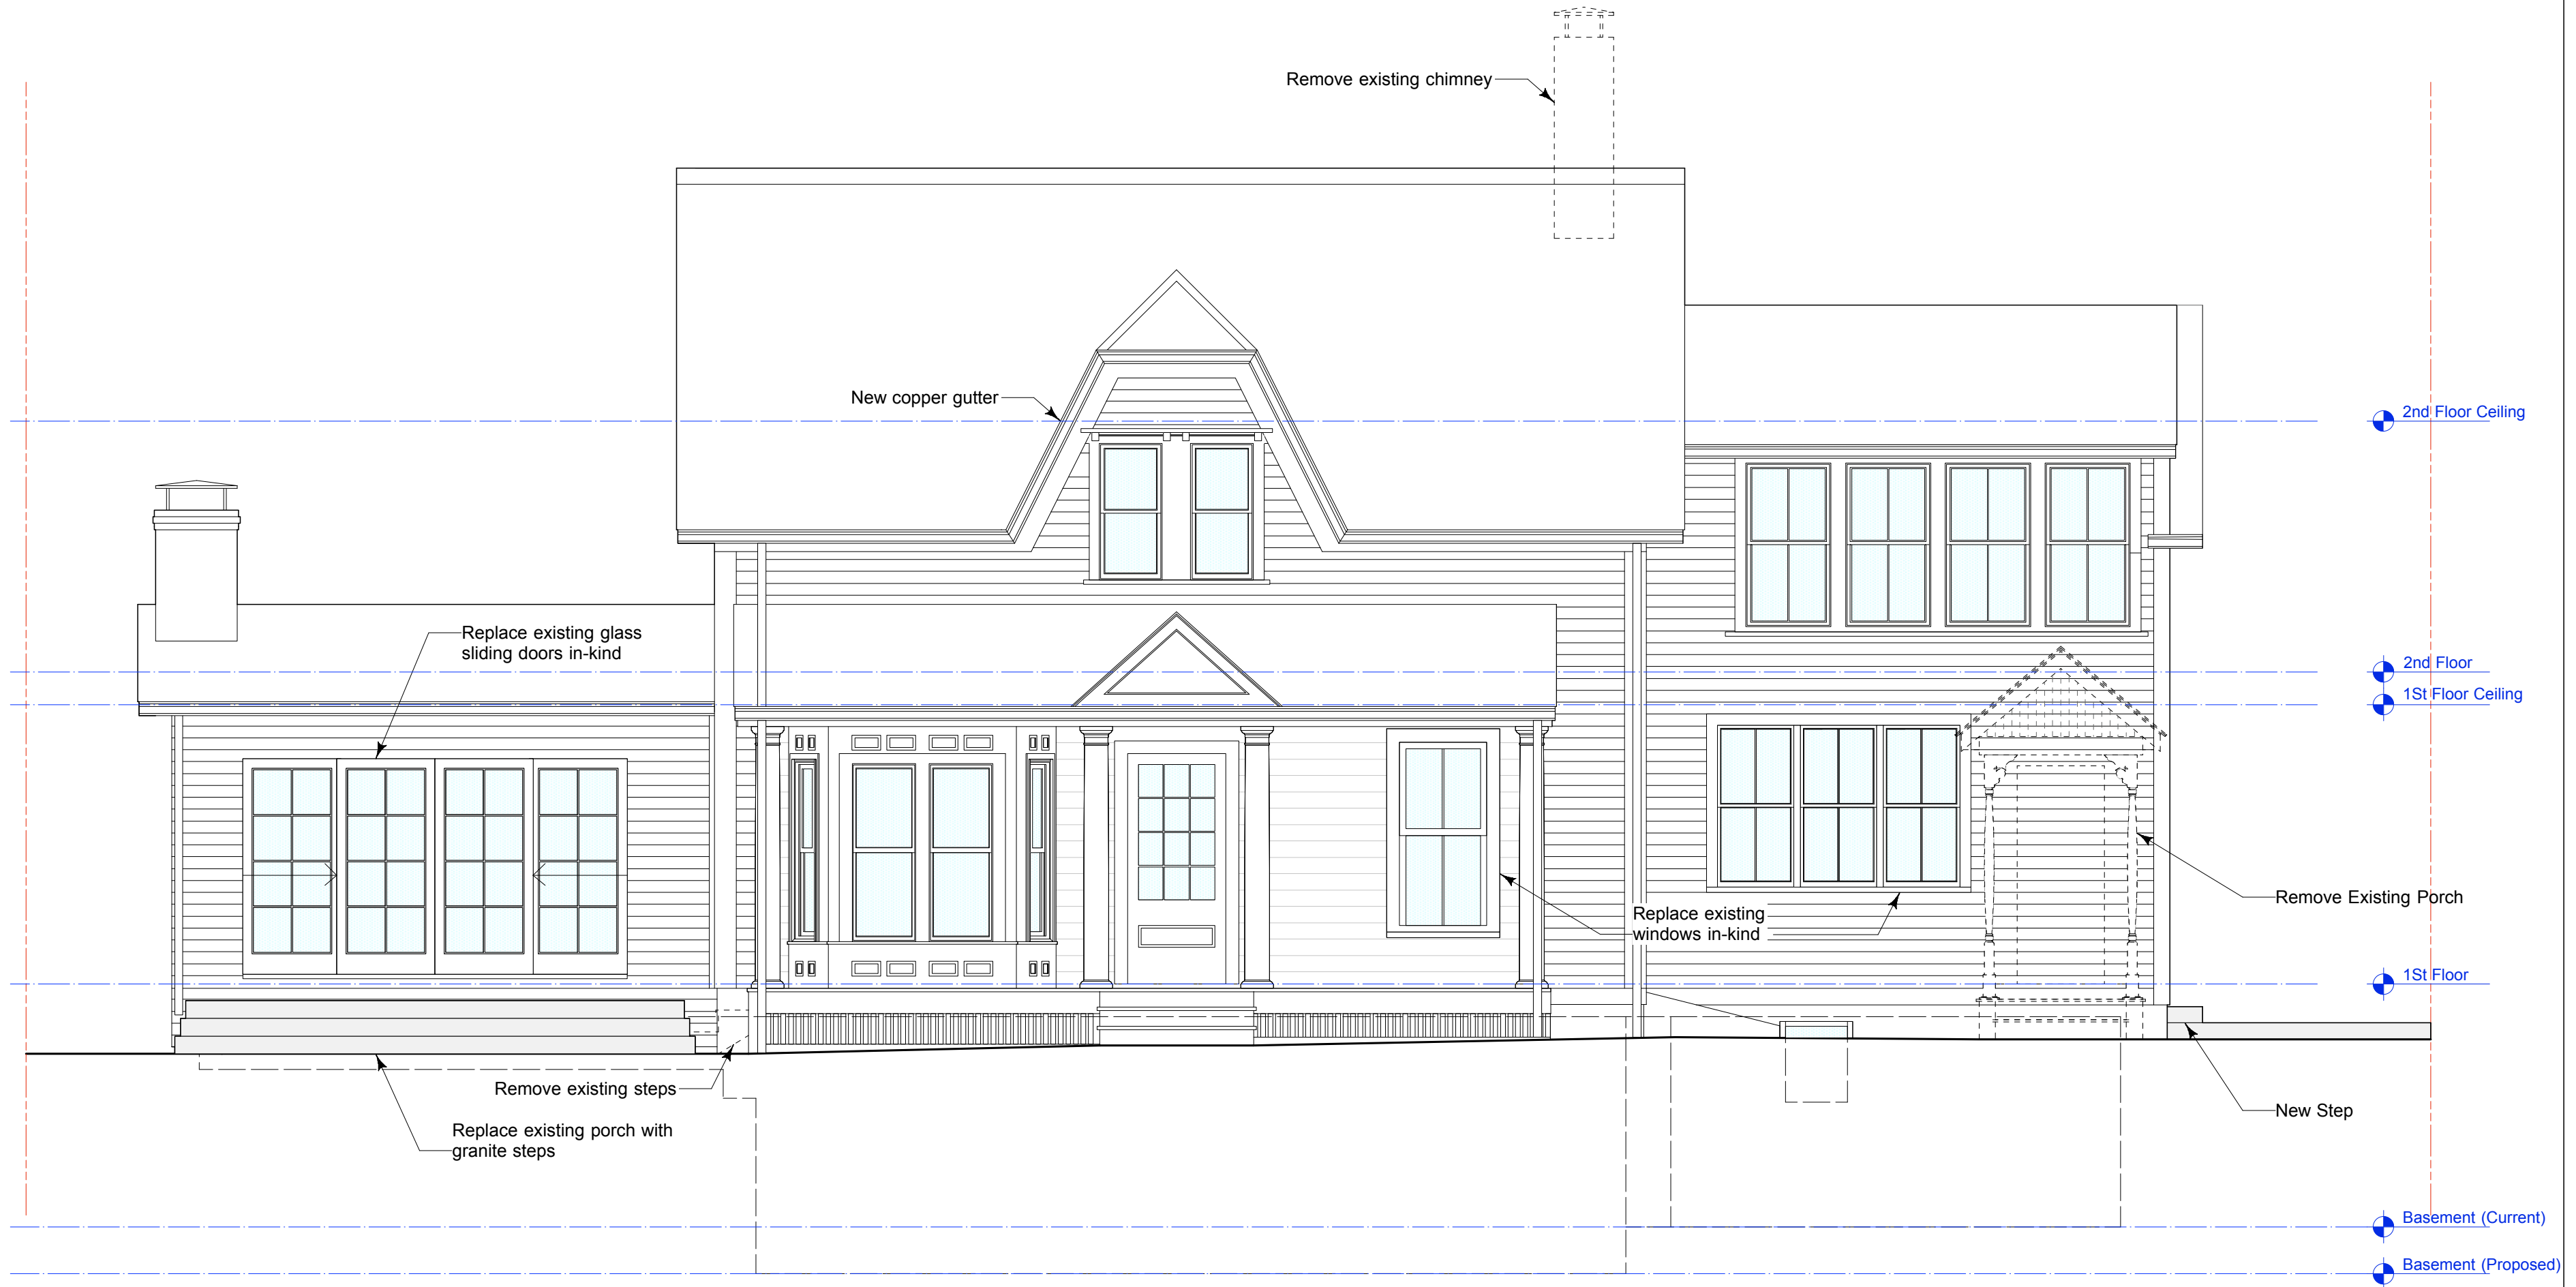 Remove existing chimney
New copper gutter
2nd Floor Ceiling
Replace existing glass
sliding doors in-kind
2nd Floor
1St Floor Ceiling
Remove Existing Porch
Replace existing
windows in-kind
1St Floor
Remove existing steps
New Step
Replace existing porch with
granite steps
Basement (Current)
Basement (Proposed)